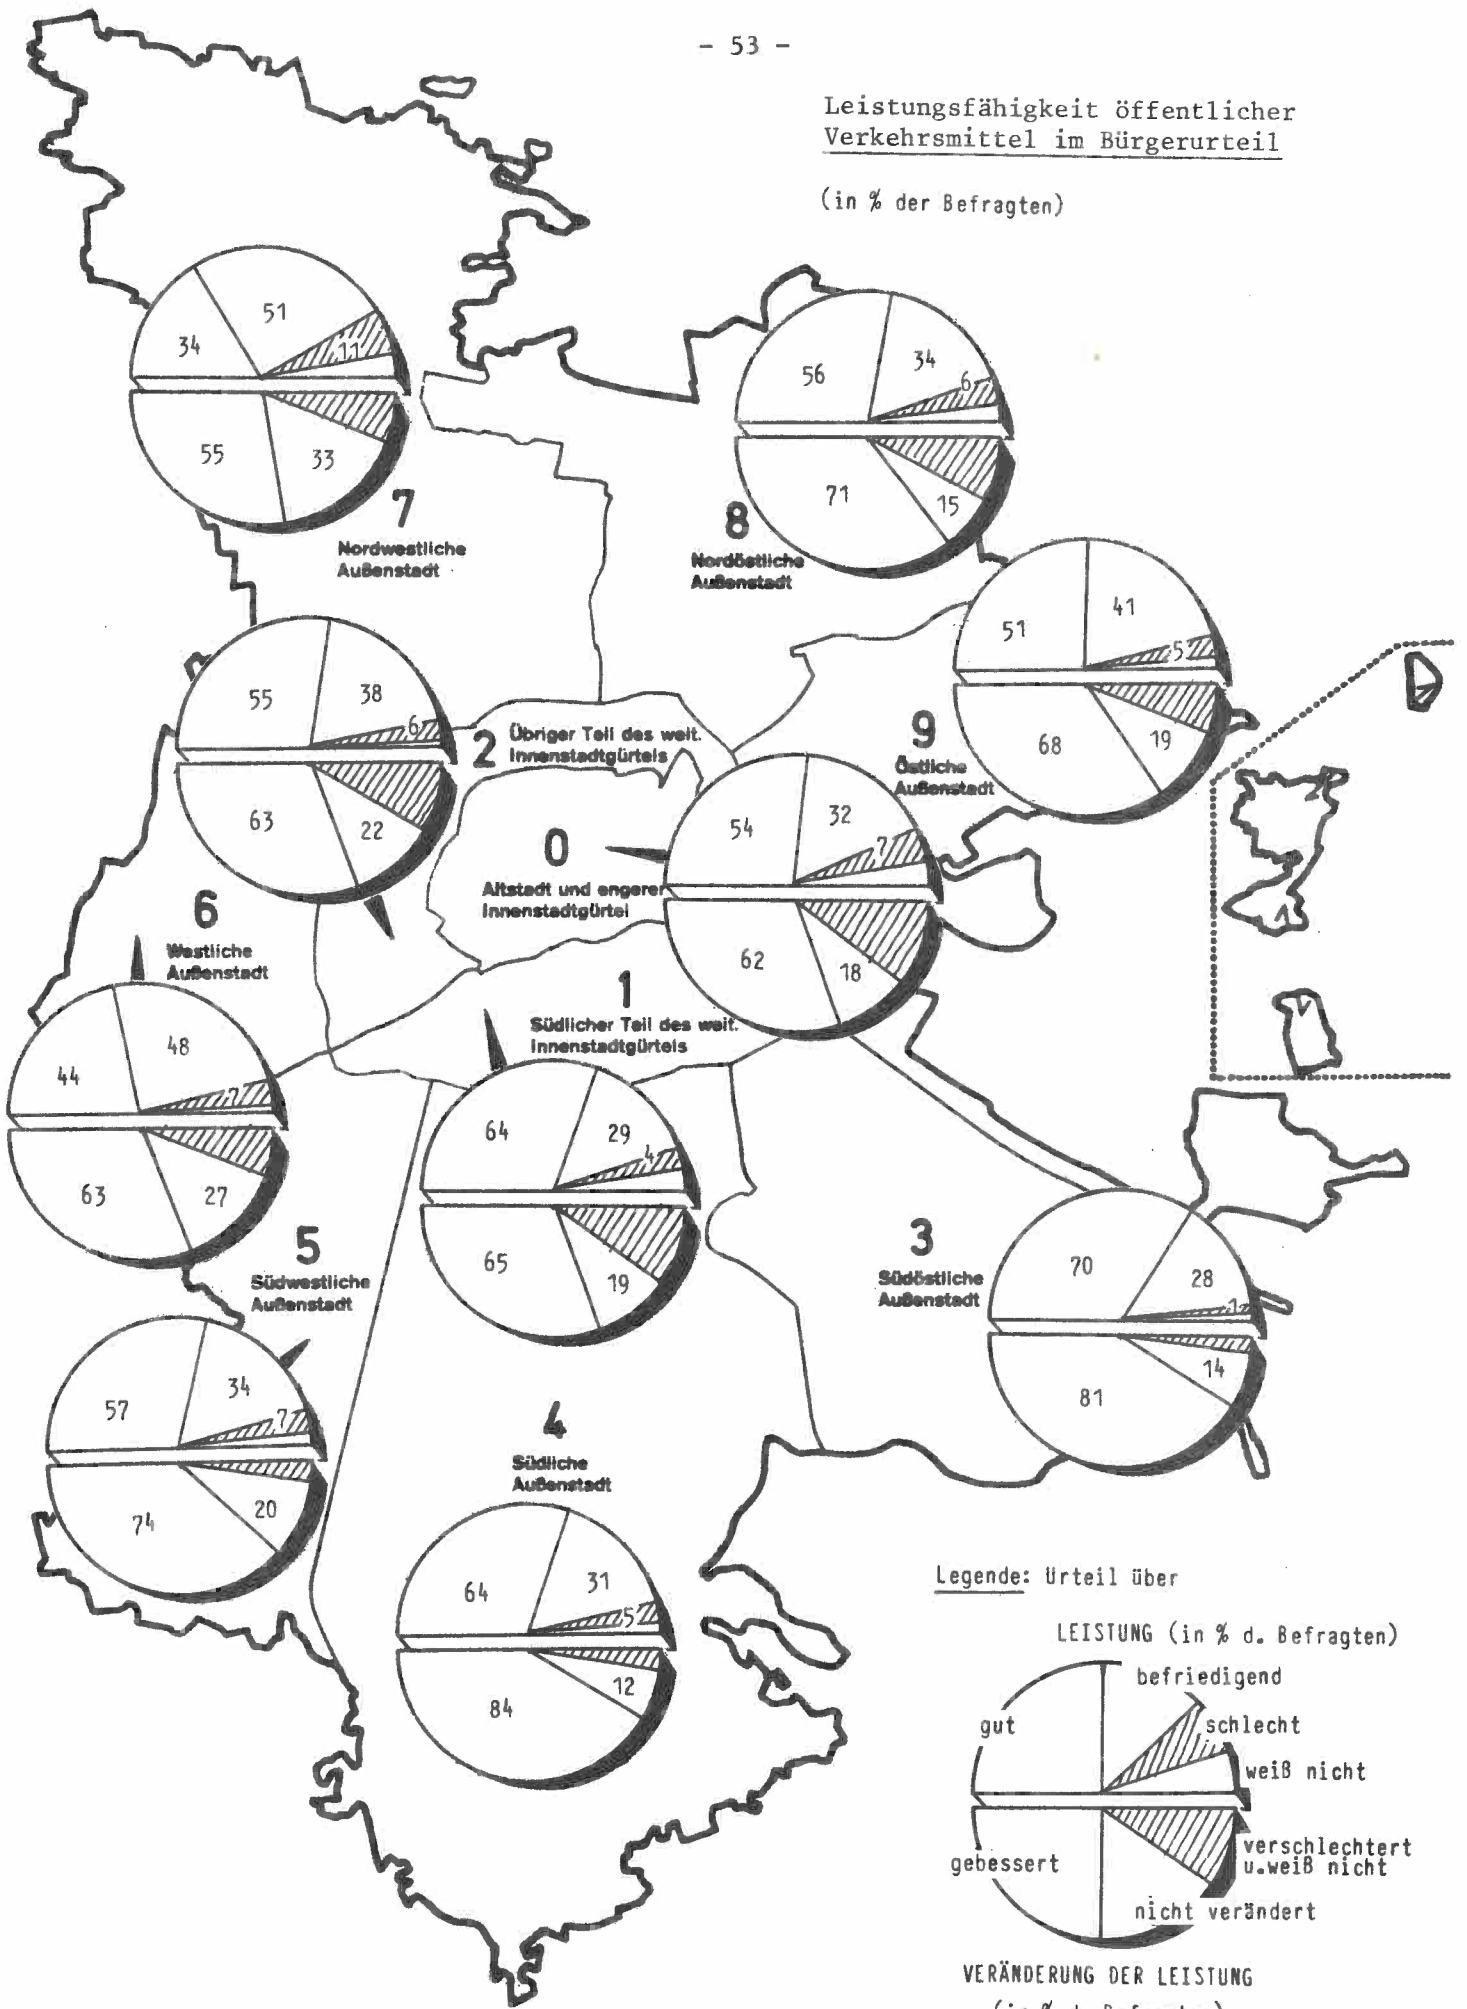 - 53 -
Leistungsfähigkeit öffentlicher
Verkehrsmittel im Bürgerurteil
(in % der Befragten)
51
34
11
55
33
7
Nordwestliche
Außenstadt
56
34
6
71
15
8
Nordöstliche
Außenstadt
51
41
5
68
19
9
Östliche
Außenstadt
55
38
6
63
22
2
Übriger Teil des weit.
Innenstadtgürtels
54
32
7
62
18
0
Altstadt und engerer
Innenstadtgürtel
6
Westliche
Außenstadt
44
48
7
63
27
1
Südlicher Teil des weit.
Innenstadtgürtels
64
29
4
65
19
5
Südwestliche
Außenstadt
57
34
7
74
20
3
Südöstliche
Außenstadt
70
28
1
81
14
4
Südliche
Außenstadt
64
31
5
84
12
Legende: Urteil über
LEISTUNG (in % d. Befragten)
befriedigend
gut
schlecht
weiß nicht
verschlechtert
u.weiß nicht
gebessert
nicht verändert
VERÄNDERUNG DER LEISTUNG